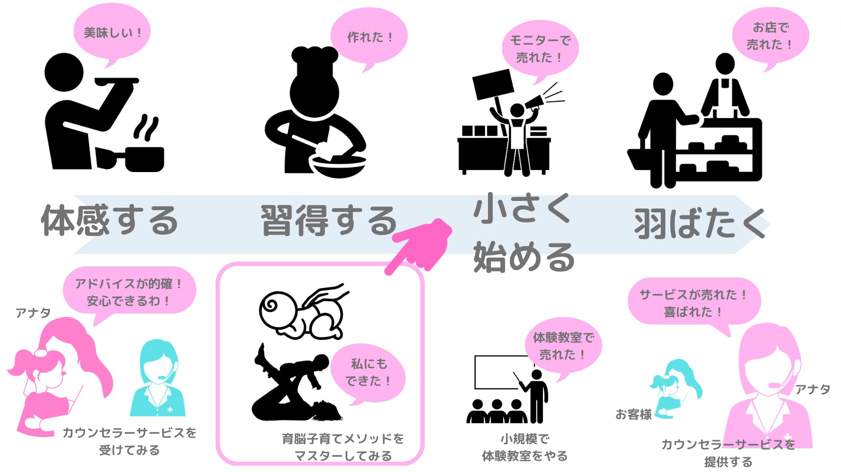 美味しい！
作れた！
モニターで
売れた！
お店で
売れた！
体感する
習得する
小さく
始める
羽ばたく
アドバイスが的確！
安心できるわ！
アナタ
カウンセラーサービスを
受けてみる
私にも
できた！
育脳子育てメソッドを
マスターしてみる
体験教室で
売れた！
小規模で
体験教室をやる
サービスが売れた！
喜ばれた！
アナタ
お客様
カウンセラーサービスを
提供する